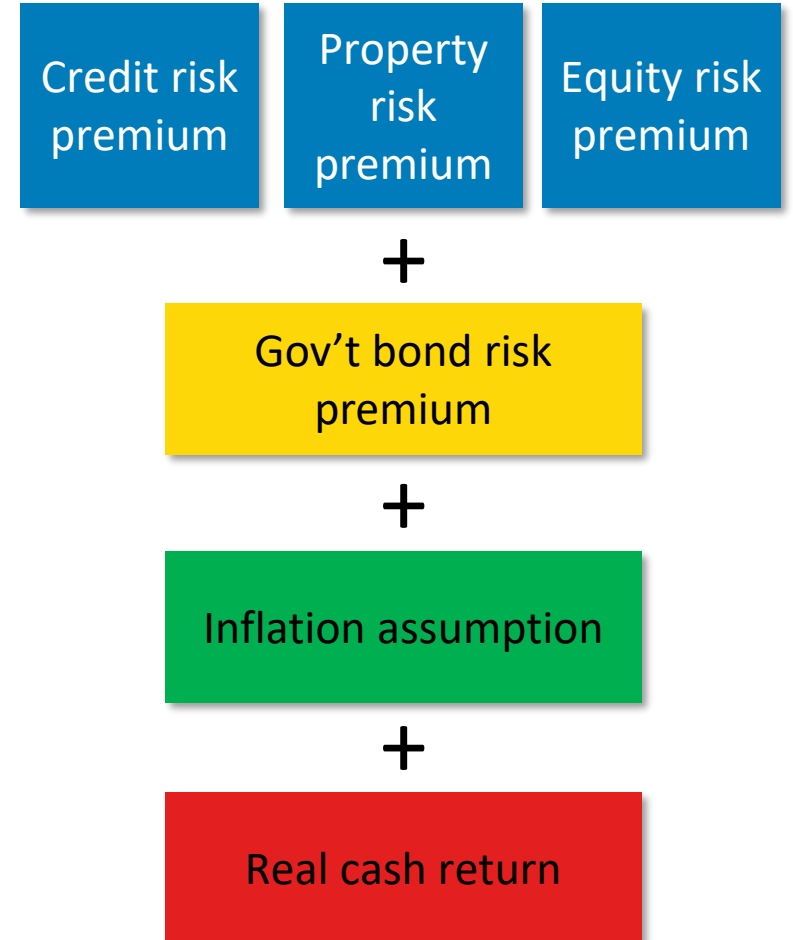 Credit risk
premium
Property
risk
premium
Equity risk
premium
+
Gov’t bond risk
premium
+
Inflation assumption
+
Real cash return